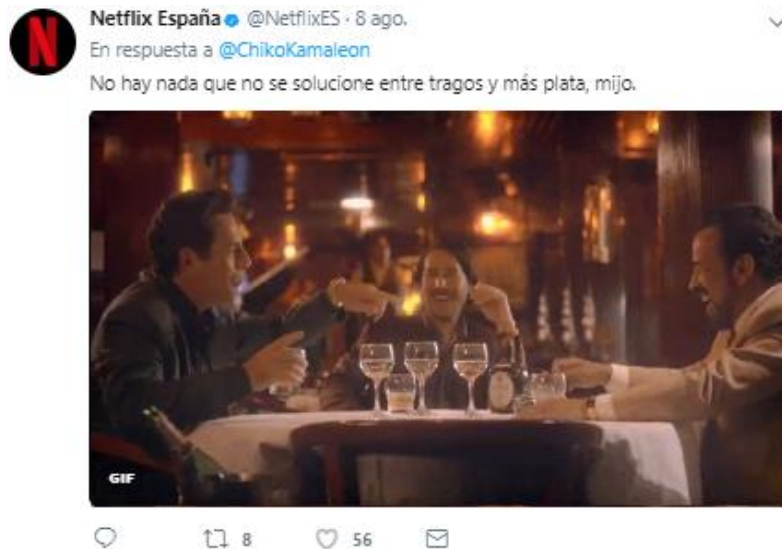 Netflix España @NetflixES · 8 ago.
En respuesta a @ChikoKamaleon
No hay nada que no se solucione entre tragos y más plata, mijo.
GIF
8 56